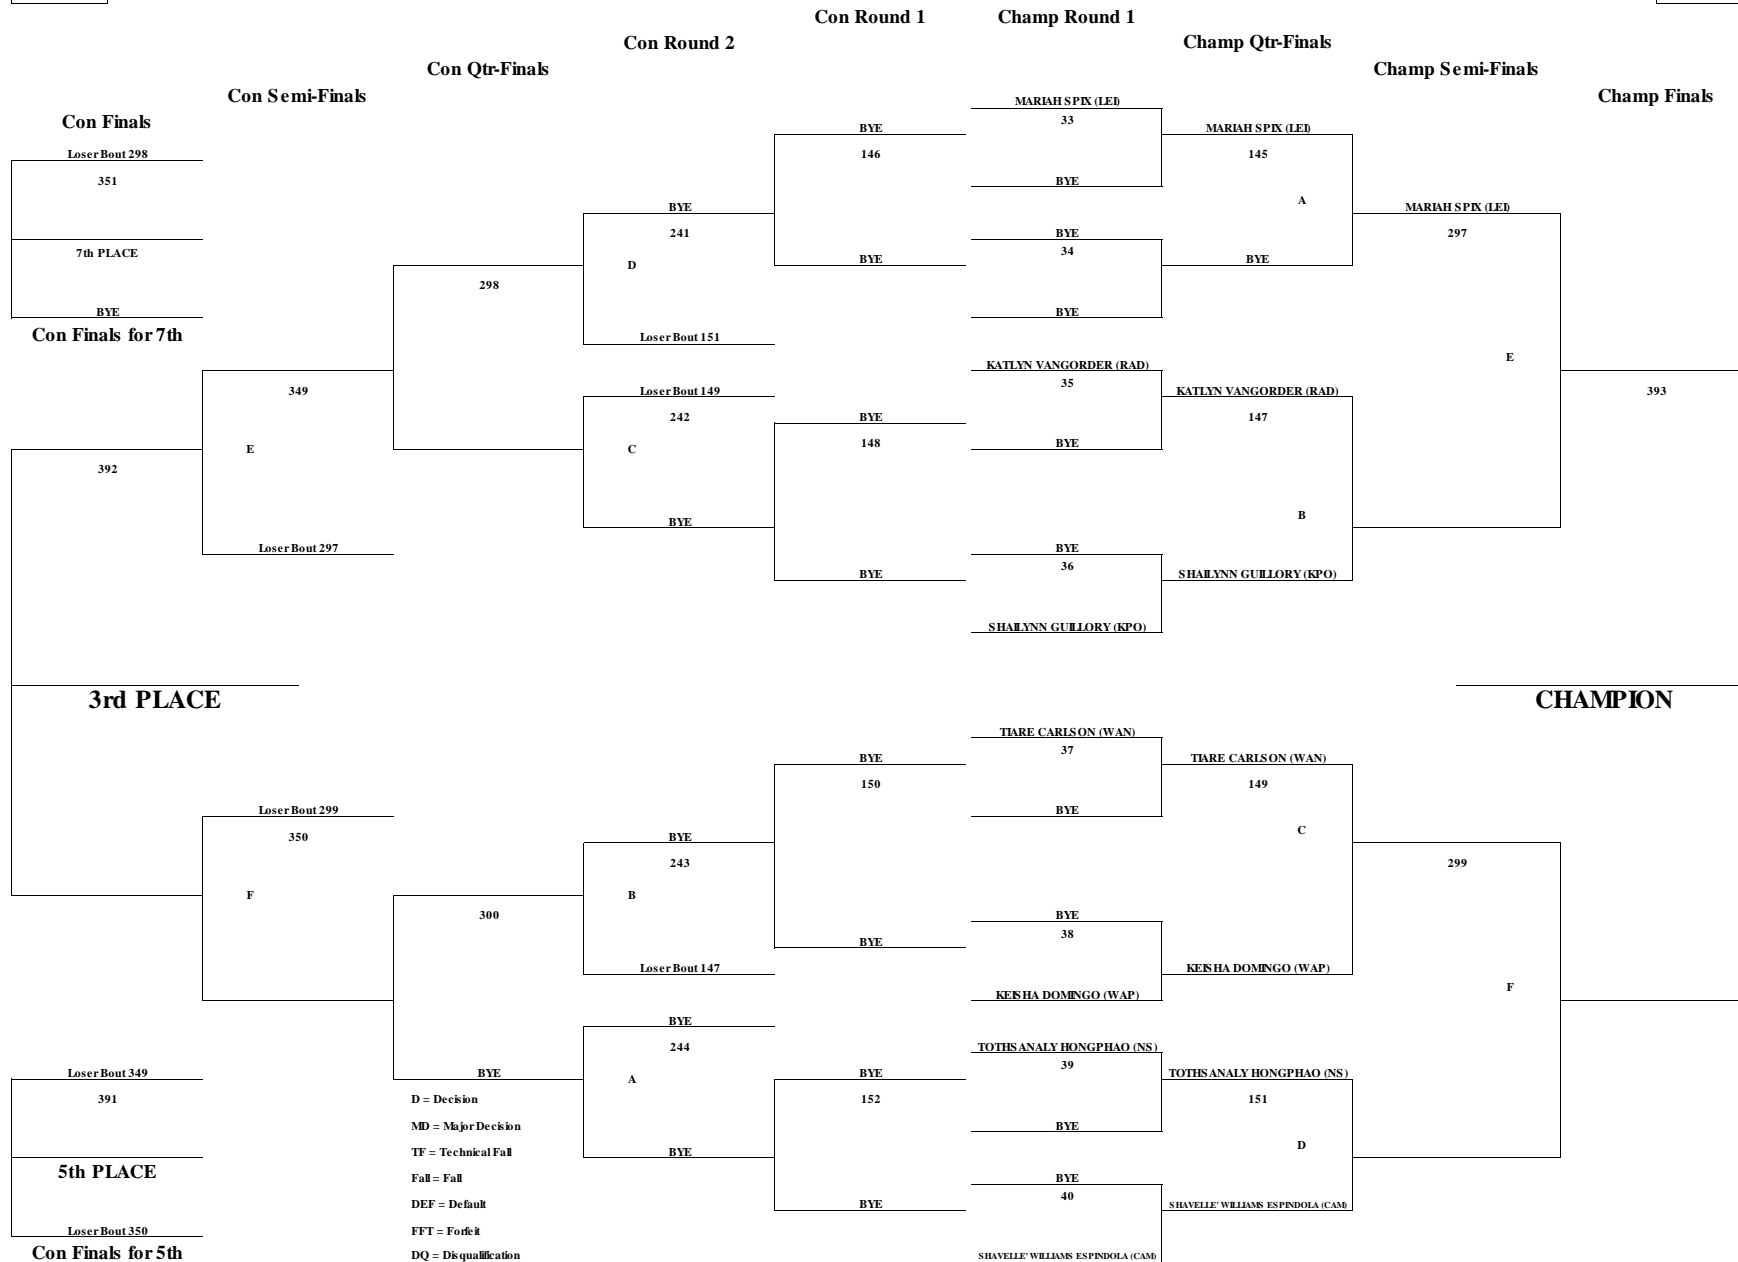 Con Round 1
Champ Round 1
Con Round 2
Champ Qtr-Finals
Con Qtr-Finals
Champ Semi-Finals
Con Semi-Finals
Champ Finals
Con Finals
MARIAH SPIX (LEI)
33
BYE
MARIAH SPIX (LEI)
Loser Bout 298
146
145
351
BYE
A
BYE
MARIAH SPIX (LEI)
241
BYE
297
7th PLACE
34
D
BYE
BYE
298
BYE
BYE
Con Finals for 7th
Loser Bout 151
E
KATLYN VANGORDER (RAD)
35
349
Loser Bout 149
KATLYN VANGORDER (RAD)
393
242
BYE
147
E
C
148
BYE
392
B
BYE
Loser Bout 297
BYE
36
BYE
SHAILYNN GUILLORY (KPO)
SHAILYNN GUILLORY (KPO)
3rd PLACE
CHAMPION
TIARE CARLSON (WAN)
37
BYE
TIARE CARLSON (WAN)
150
149
Loser Bout 299
BYE
350
BYE
C
243
299
F
B
300
BYE
38
BYE
Loser Bout 147
KEISHA DOMINGO (WAP)
F
KEISHA DOMINGO (WAP)
BYE
244
TOTHSANALY HONGPHAO (NS)
39
Loser Bout 349
BYE
A
BYE
TOTHSANALY HONGPHAO (NS)
391
D = Decision
152
151
MD = Major Decision
BYE
D
TF = Technical Fall
BYE
5th PLACE
Fall = Fall
BYE
40
DEF = Default
BYE
SHAVELLE' WILLIAMS ESPINDOLA (CAM)
Loser Bout 350
FFT = Forfeit
Con Finals for 5th
DQ = Disqualification
SHAVELLE' WILLIAMS ESPINDOLA (CAM)